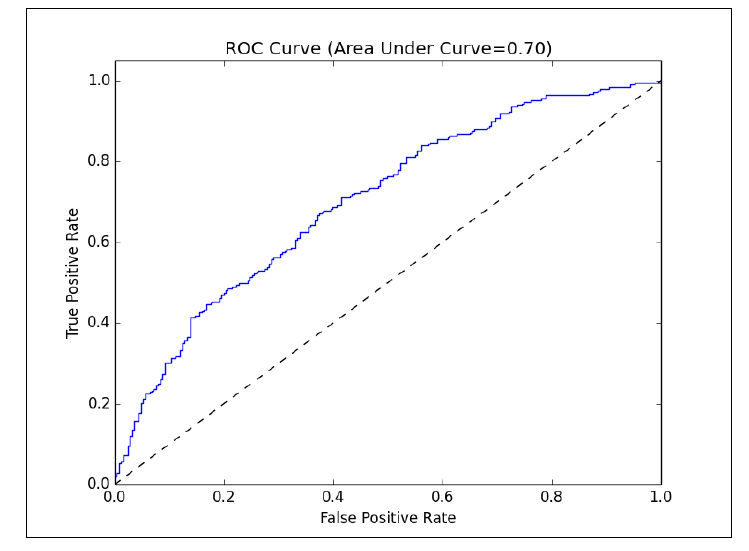 ROC Curve (Area Under Curve=0.70)
1.0
0.8
0.6
0.4
0.2
0.0
True Positive Rate
0.0 0.2 0.4 0.6 0.8 1.0
False Positive Rate